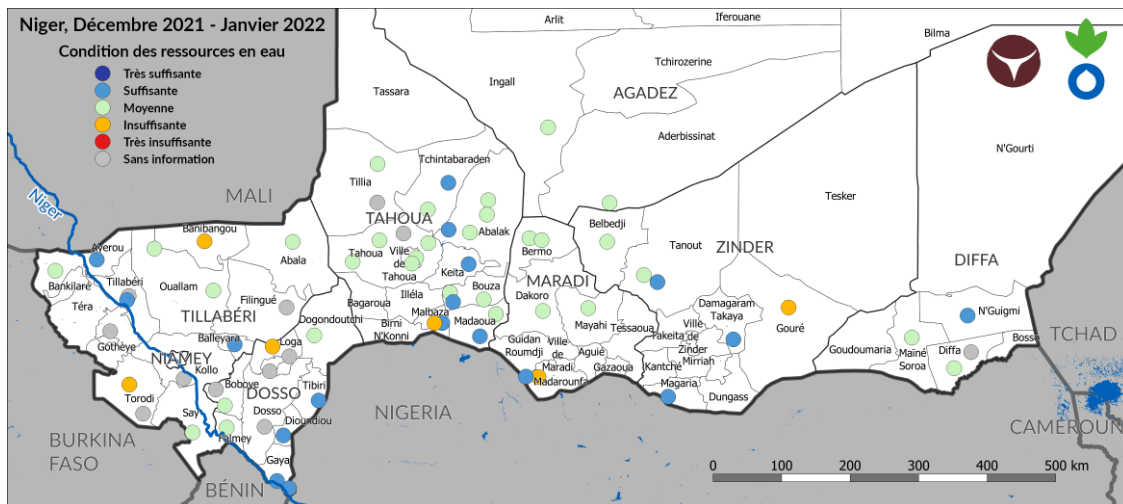 Niger, Décembre 2021 - Janvier 2022
Condition des ressources en eau
Très suffisante
Suffisante
Moyenne
Insuffisante
Très insuffisante
Sans information
Arlit
Iferouane
Bilma
Tchirozerine
Ingall
Tassara
AGADEZ
Aderbissinat
N'Gourti
Tchintabaraden
Tillia
MALI
Niger
Tesker
TAHOUA
Belbedji
Banibangou
Abalak
Ayerou
Abala
Tahoua
Ville de Tahoua
Bermo
Tanout
ZINDER
Keita
DIFFA
Bankilaré
Ouallam
Tillabéri
MARADI
Téra
Filingué
Bagaroua
Illéla
Bouza
Dakoro
Damagaram
Takaya
N'Guigmi
TILLABÉRI
Dogondoutchi
Malbaza
Birni
N'Konni
Madaoua
Mayahi
Tessaoua
Gouré
Gothèye
Balleyara
Loga
Guidan
Roumdji
Ville de Maradi
Aguié
Takeita
Ville de Zinder
Goudoumaria
Maïné
Soroa
Diffa
Bosso
TCHAD
NIAMEY
Kollo
Boboye
Tibiri
Madarounfa
Gazaoua
Kantche
Mirriah
Torodi
DOSSO
Magaria
Dungass
Say
Dosso
Dioundiou
NIGERIA
Falmey
CAMEROUN
BURKINA
FASO
Gaya
BÉNIN
0 100 200 300 400 500 km